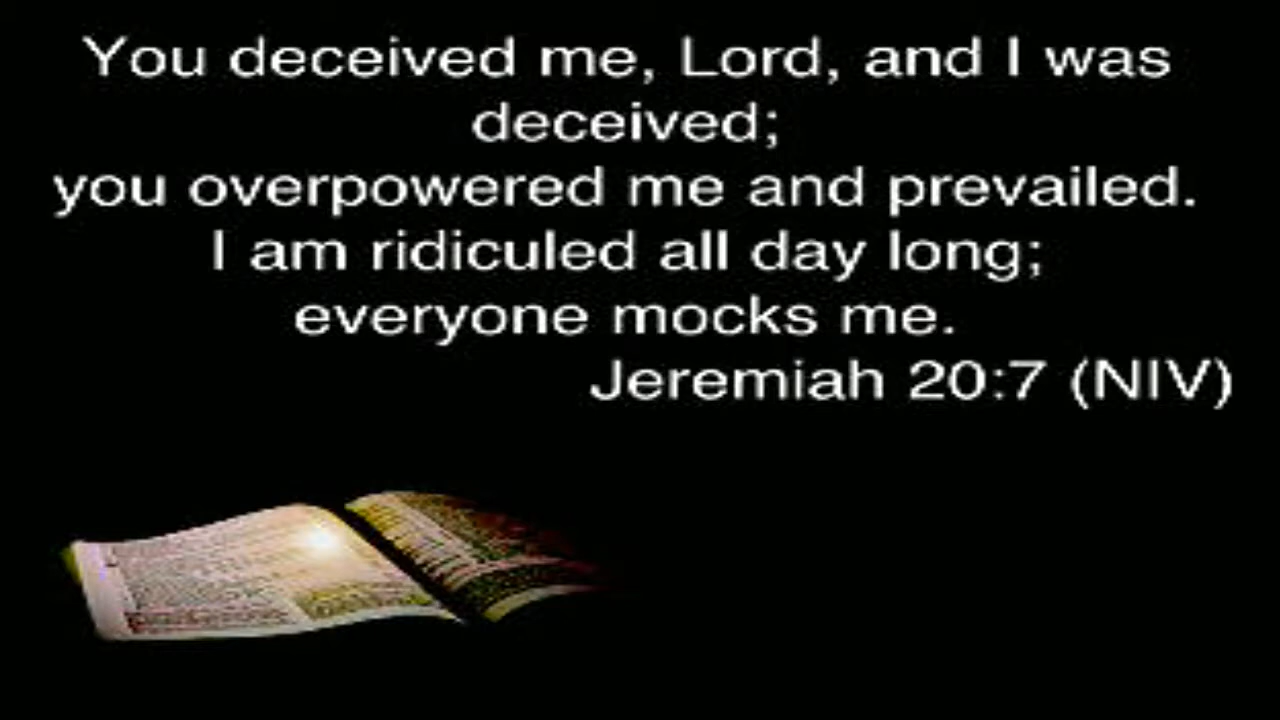 You deceived me, Lord, and I was
deceived;
you overpowered me and prevailed.
I am ridiculed all day long;
everyone mocks me.
Jeremiah 20:7 (NIV)